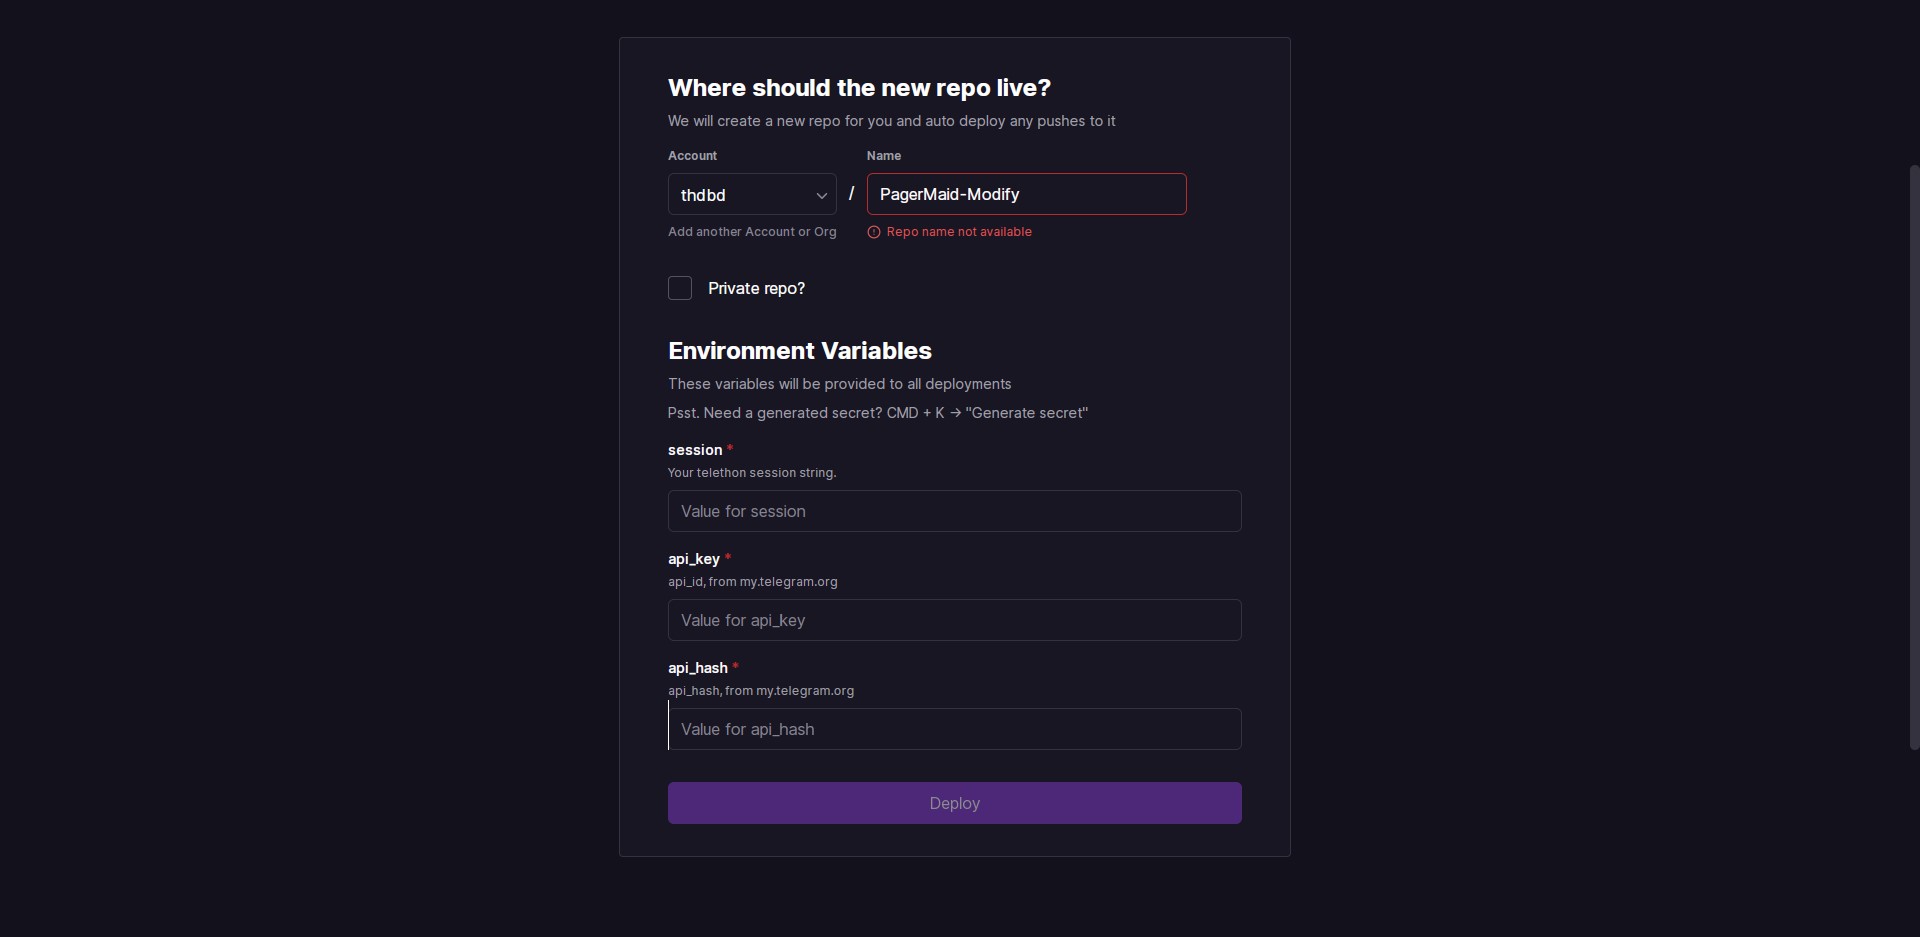 Where should the new repo live?
We will create a new repo for you and auto deploy any pushes to it
Account
Name
thdbd
/
PagerMaid-Modify
Add another Account or Org
Repo name not available
Private repo?
Environment Variables
These variables will be provided to all deployments
Psst. Need a generated secret? CMD + K → "Generate secret"
session *
Your telethon session string.
Value for session
api_key *
api_id, from my.telegram.org
Value for api_key
api_hash *
api_hash, from my.telegram.org
Value for api_hash
Deploy